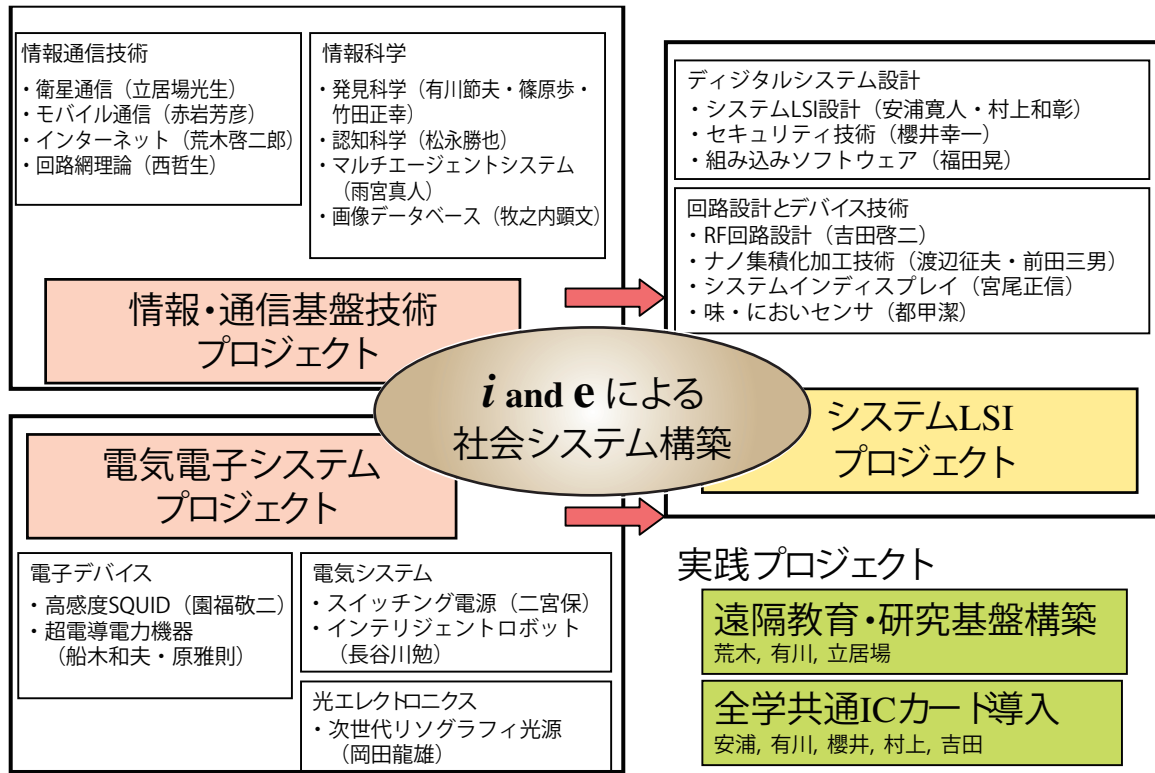 情報通信技術
・衛星通信（立居場光生）
・モバイル通信（赤岩芳彦）
・インターネット（荒木啓二郎）
・回路網理論（西哲生）
情報科学
・発見科学（有川節夫・篠原歩・
竹田正幸）
・認知科学（松永勝也）
・マルチエージェントシステム
（雨宮真人）
・画像データベース（牧之内顕文）
情報・通信基盤技術
プロジェクト
ディジタルシステム設計
・システムLSI設計（安浦寛人・村上和彰）
・セキュリティ技術（櫻井幸一）
・組み込みソフトウェア（福田晃）
回路設計とデバイス技術
・RF回路設計（吉田啓二）
・ナノ集積化加工技術（渡辺征夫・前田三男）
・システムインディスプレイ（宮尾正信）
・味・においセンサ（都甲潔）
i and e による
社会システム構築
システムLSI
プロジェクト
電気電子システム
プロジェクト
電子デバイス
・高感度SQUID（園福敬二）
・超電導電力機器
（船木和夫・原雅則）
電気システム
・スイッチング電源（二宮保）
・インテリジェントロボット
（長谷川勉）
光エレクトロニクス
・次世代リソグラフィ光源
（岡田龍雄）
実践プロジェクト
遠隔教育・研究基盤構築
荒木, 有川, 立居場
全学共通ICカード導入
安浦, 有川, 櫻井, 村上, 吉田